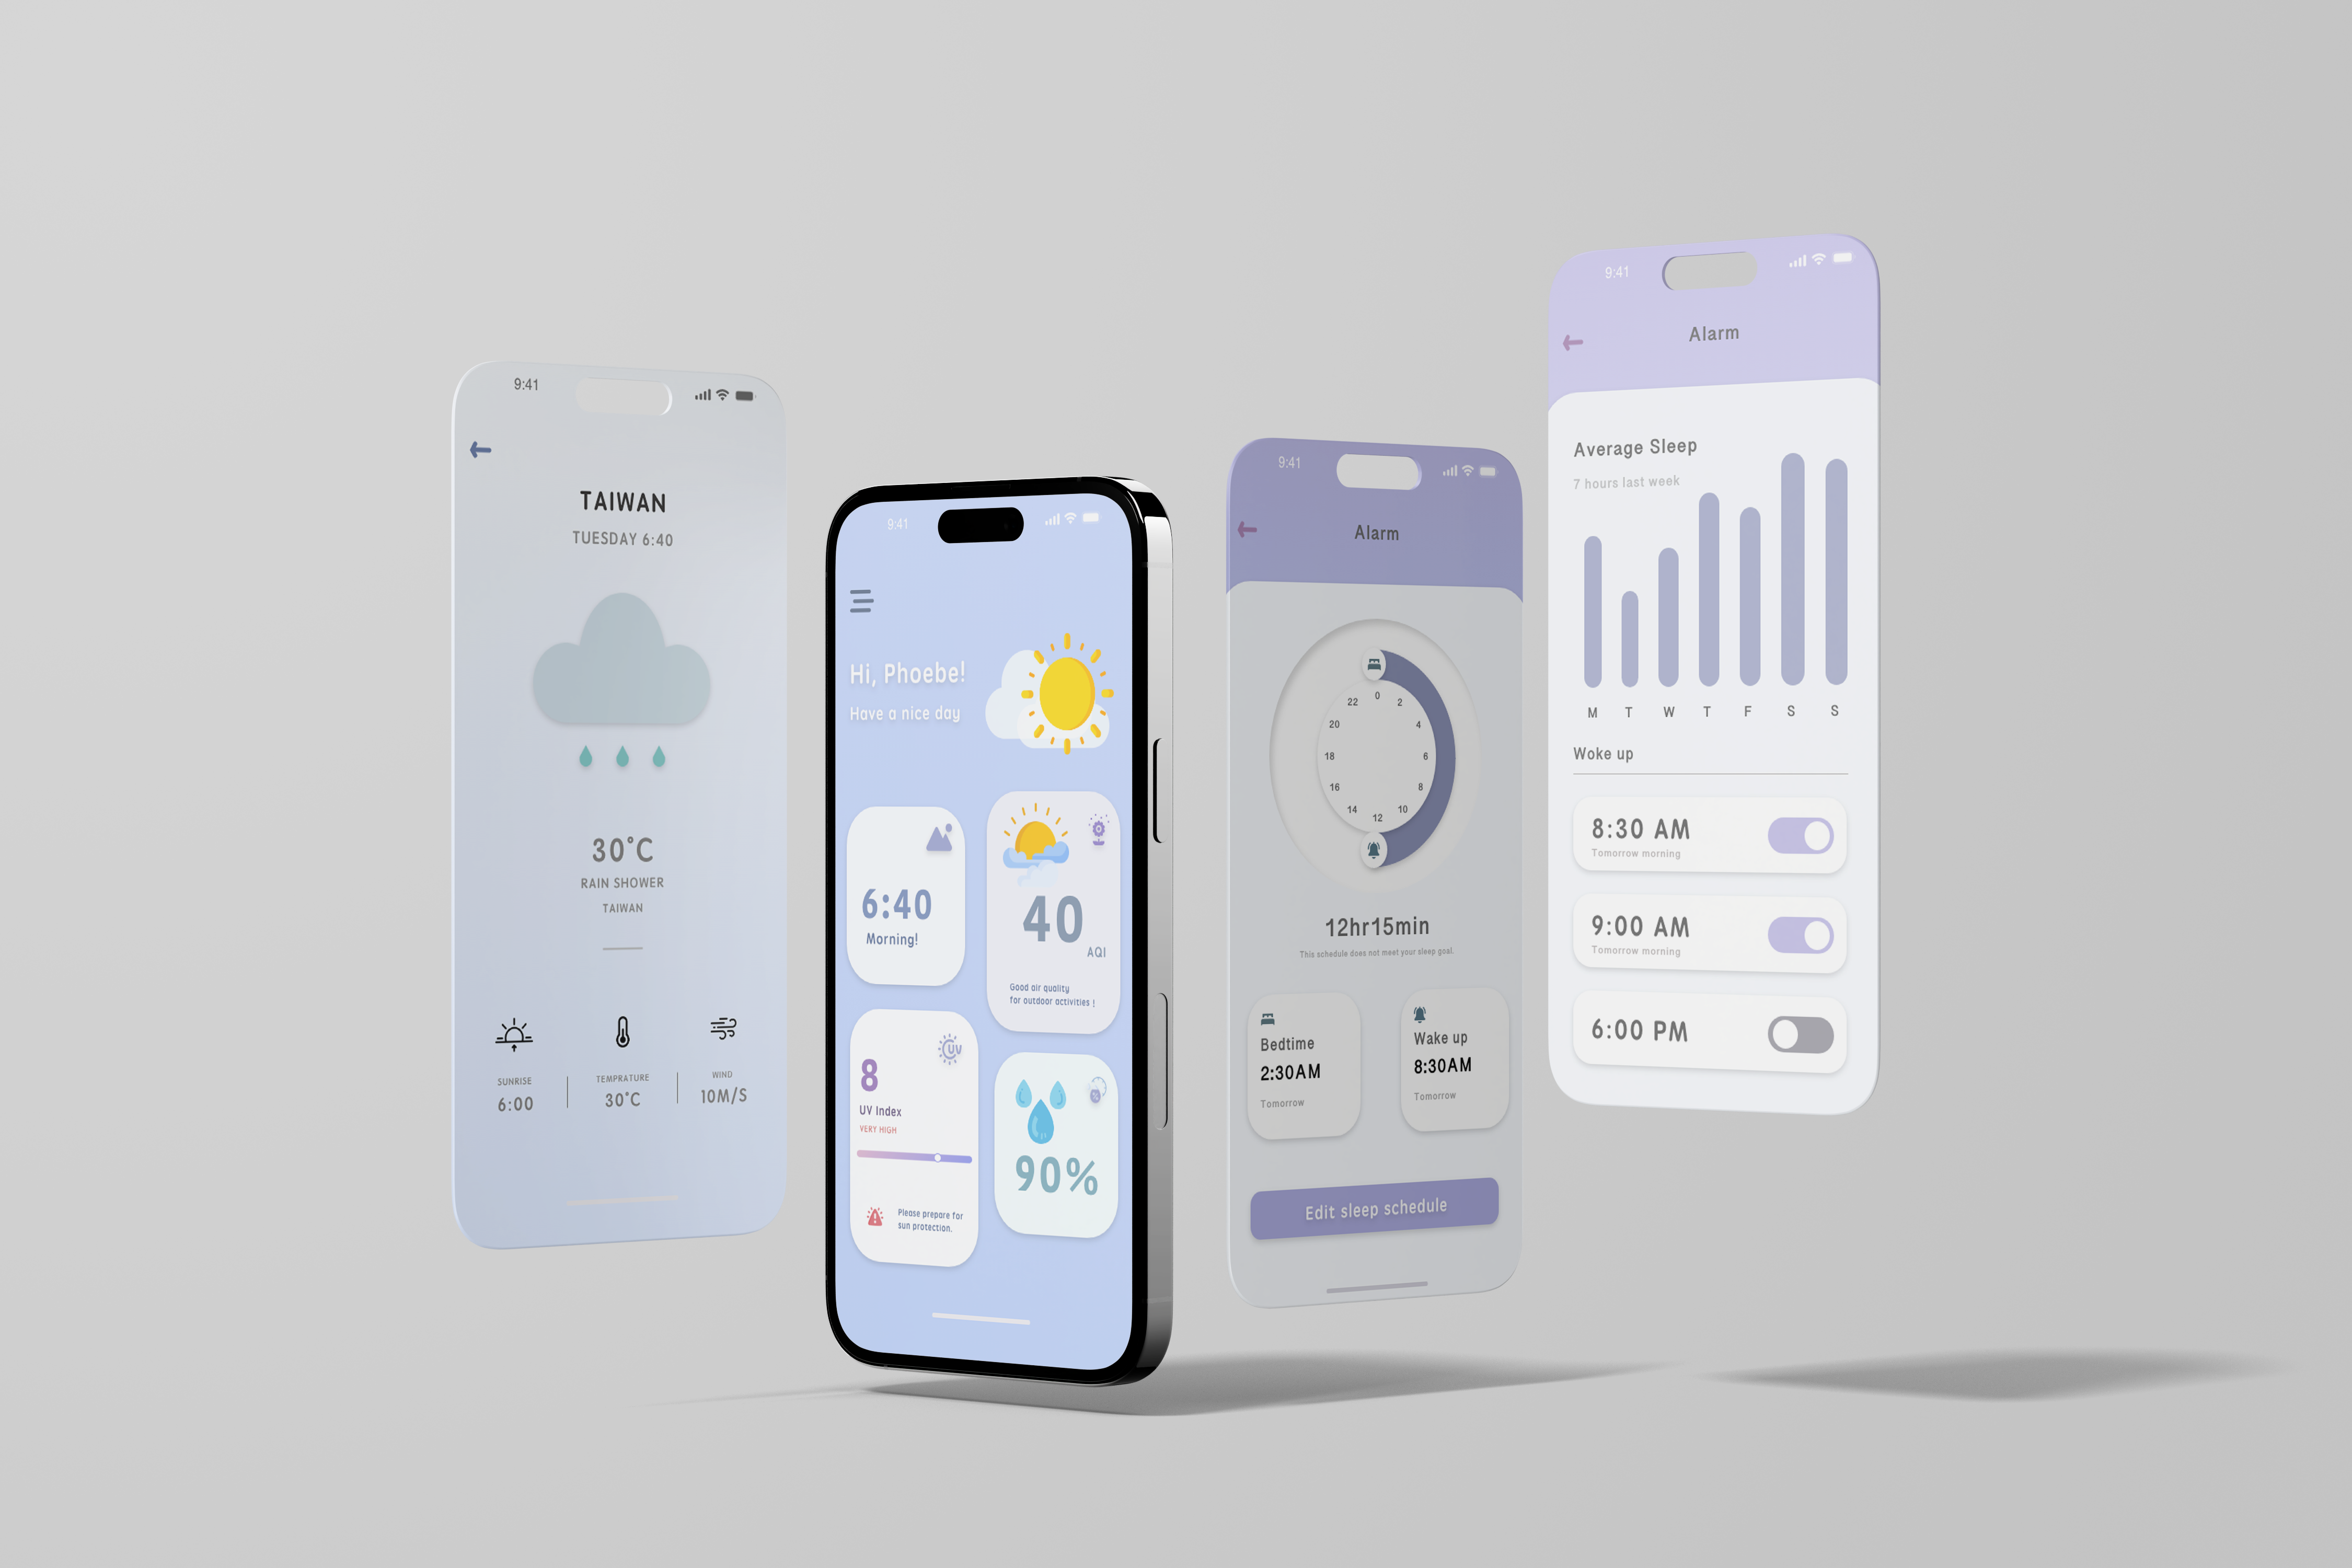 9:41
TAIWAN
TUESDAY 6:40
30°C
RAIN SHOWER
TAIWAN
SUNRISE
6:00
TEMPRATURE
30°C
WIND
10M/S
9:41
Hi, Phoebe!
Have a nice day
6:40
Morning!
40
AQI
Good air quality
for outdoor activities !
UV
8
UV Index
VERY HIGH
Please prepare for
sun protection.
%
90%
9:41
Alarm
0
2
4
6
8
10
12
14
16
18
20
22
12hr15min
This schedule does not meet your sleep goal.
Bedtime
2:30AM
Tomorrow
Wake up
8:30AM
Tomorrow
Edit sleep schedule
9:41
Alarm
Average Sleep
7 hours last week
M T W T F S S
Woke up
8:30 AM
Tomorrow morning
9:00 AM
Tomorrow morning
6:00 PM